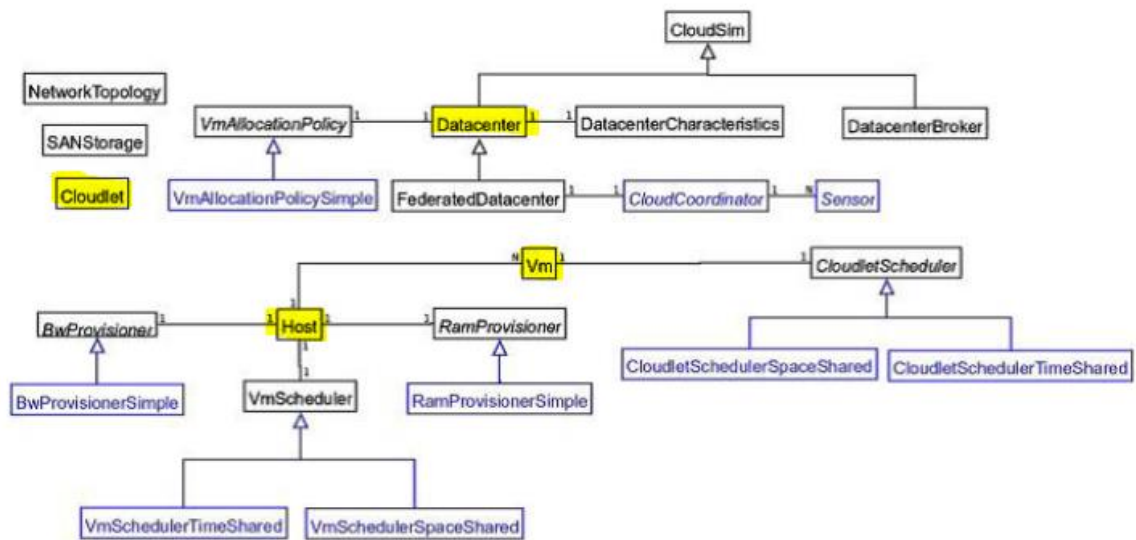 CloudSim
NetworkTopology
VmAllocationPolicy
1
1
Datacenter
1
1
DatacenterCharacteristics
DatacenterBroker
SANStorage
Cloudlet
VmAllocationPolicySimple
FederatedDatacenter
1
1
CloudCoordinator
1
N
Sensor
N
Vm
1
1
CloudletScheduler
1
BwProvisioner
1
1
Host
1
1
RamProvisioner
1
1
CloudletSchedulerSpaceShared
CloudletSchedulerTimeShared
BwProvisionerSimple
VmScheduler
RamProvisionerSimple
VmSchedulerTimeShared
VmSchedulerSpaceShared